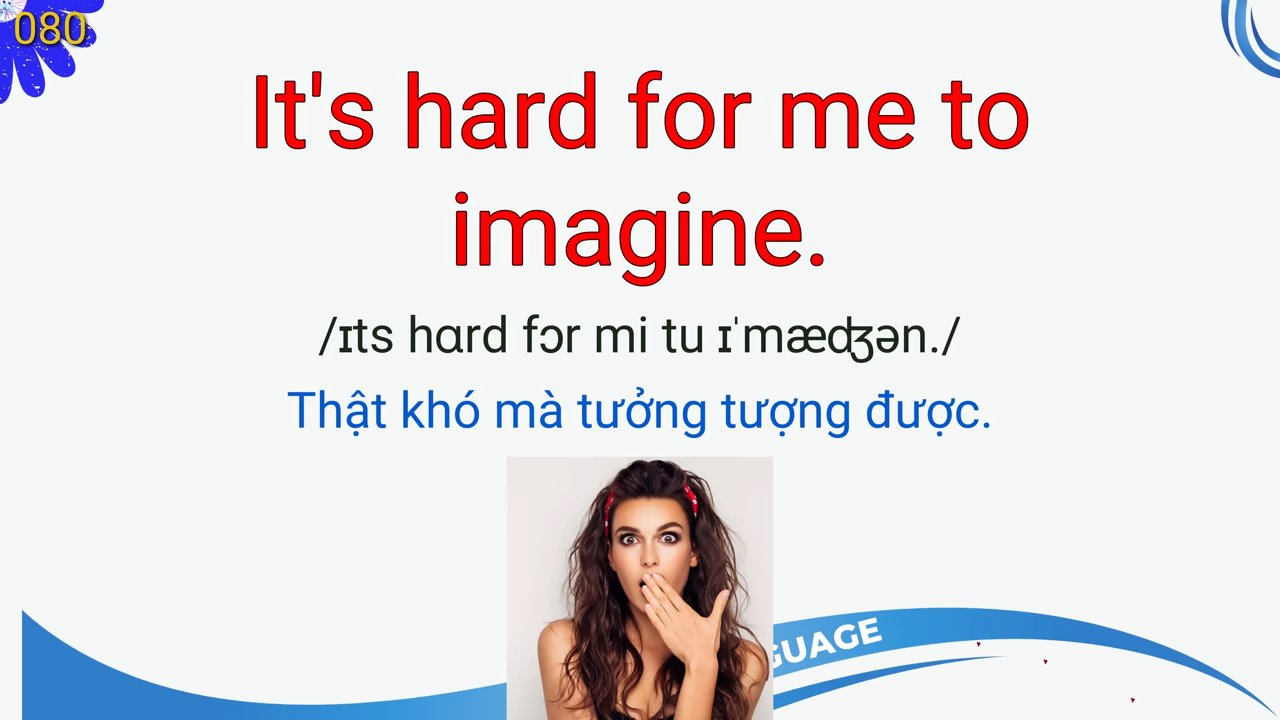 080
It's hard for me to
imagine.
/ɪts hɑrd fɔr mi tu ɪˈmæʤən./
Thật khó mà tưởng tượng được.
GUAGE